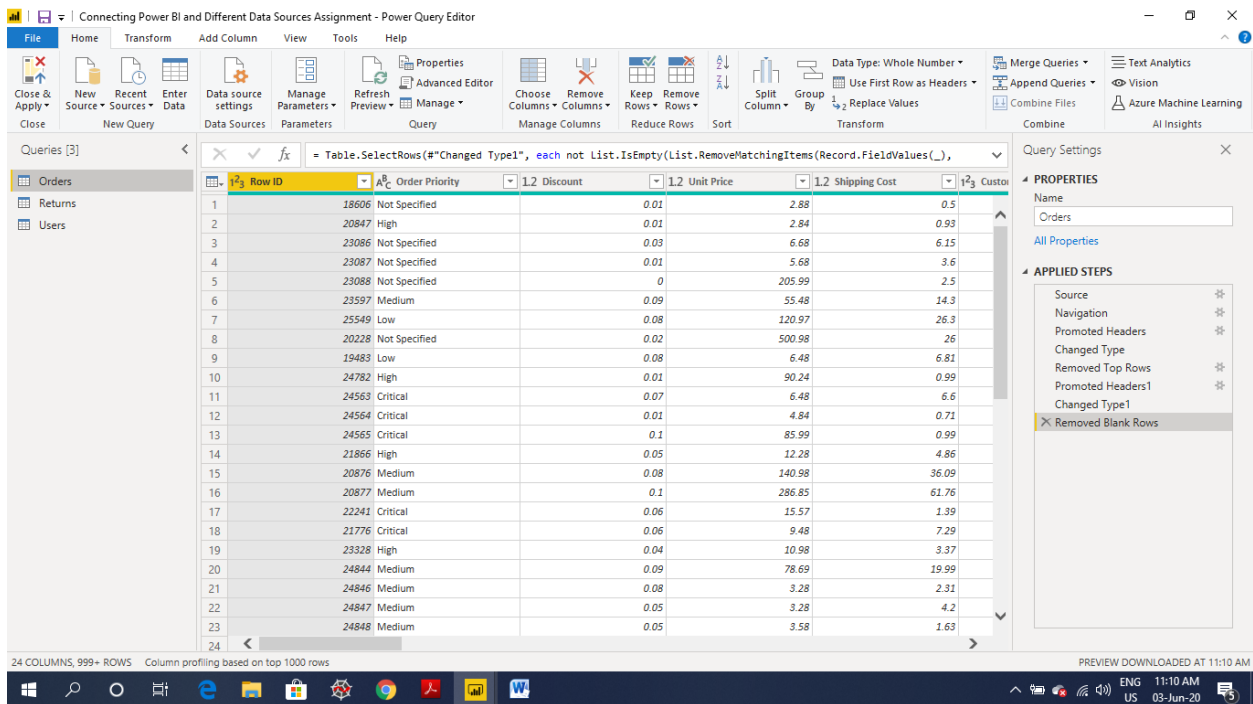 Connecting Power BI and Different Data Sources Assignment - Power Query Editor
File Home Transform Add Column View Tools Help
Close & Apply
New Source
Recent Sources
Enter Data
Data source settings
Manage Parameters
Refresh Preview
Properties
Advanced Editor
Manage
Choose Columns
Remove Columns
Keep Rows
Remove Rows
Split Column
Group By
Data Type: Whole Number
Use First Row as Headers
Replace Values
Merge Queries
Append Queries
Combine Files
Text Analytics
Vision
Azure Machine Learning
Close New Query Data Sources Parameters Query Manage Columns Reduce Rows Sort Transform Combine AI Insights
Queries [3]
Orders
Returns
Users
fx = Table.SelectRows(#"Changed Type1", each not List.IsEmpty(List.RemoveMatchingItems(Record.FieldValues(_),
1²3 Row ID ABC Order Priority 1.2 Discount 1.2 Unit Price 1.2 Shipping Cost 1²3 Custo
1 18606 Not Specified 0.01 2.88 0.5
2 20847 High 0.01 2.84 0.93
3 23086 Not Specified 0.03 6.68 6.15
4 23087 Not Specified 0.01 5.68 3.6
5 23088 Not Specified 0 205.99 2.5
6 23597 Medium 0.09 55.48 14.3
7 25549 Low 0.08 120.97 26.3
8 20228 Not Specified 0.02 500.98 26
9 19483 Low 0.08 6.48 6.81
10 24782 High 0.01 90.24 0.99
11 24563 Critical 0.07 6.48 6.6
12 24564 Critical 0.01 4.84 0.71
13 24565 Critical 0.1 85.99 0.99
14 21866 High 0.05 12.28 4.86
15 20876 Medium 0.08 140.98 36.09
16 20877 Medium 0.1 286.85 61.76
17 22241 Critical 0.06 15.57 1.39
18 21776 Critical 0.06 9.48 7.29
19 23328 High 0.04 10.98 3.37
20 24844 Medium 0.09 78.69 19.99
21 24846 Medium 0.08 3.28 2.31
22 24847 Medium 0.05 3.28 4.2
23 24848 Medium 0.05 3.58 1.63
24
Query Settings
PROPERTIES
Name
Orders
All Properties
APPLIED STEPS
Source
Navigation
Promoted Headers
Changed Type
Removed Top Rows
Promoted Headers1
Changed Type1
Removed Blank Rows
24 COLUMNS, 999+ ROWS Column profiling based on top 1000 rows
PREVIEW DOWNLOADED AT 11:10 AM
ENG 11:10 AM
US 03-Jun-20
5